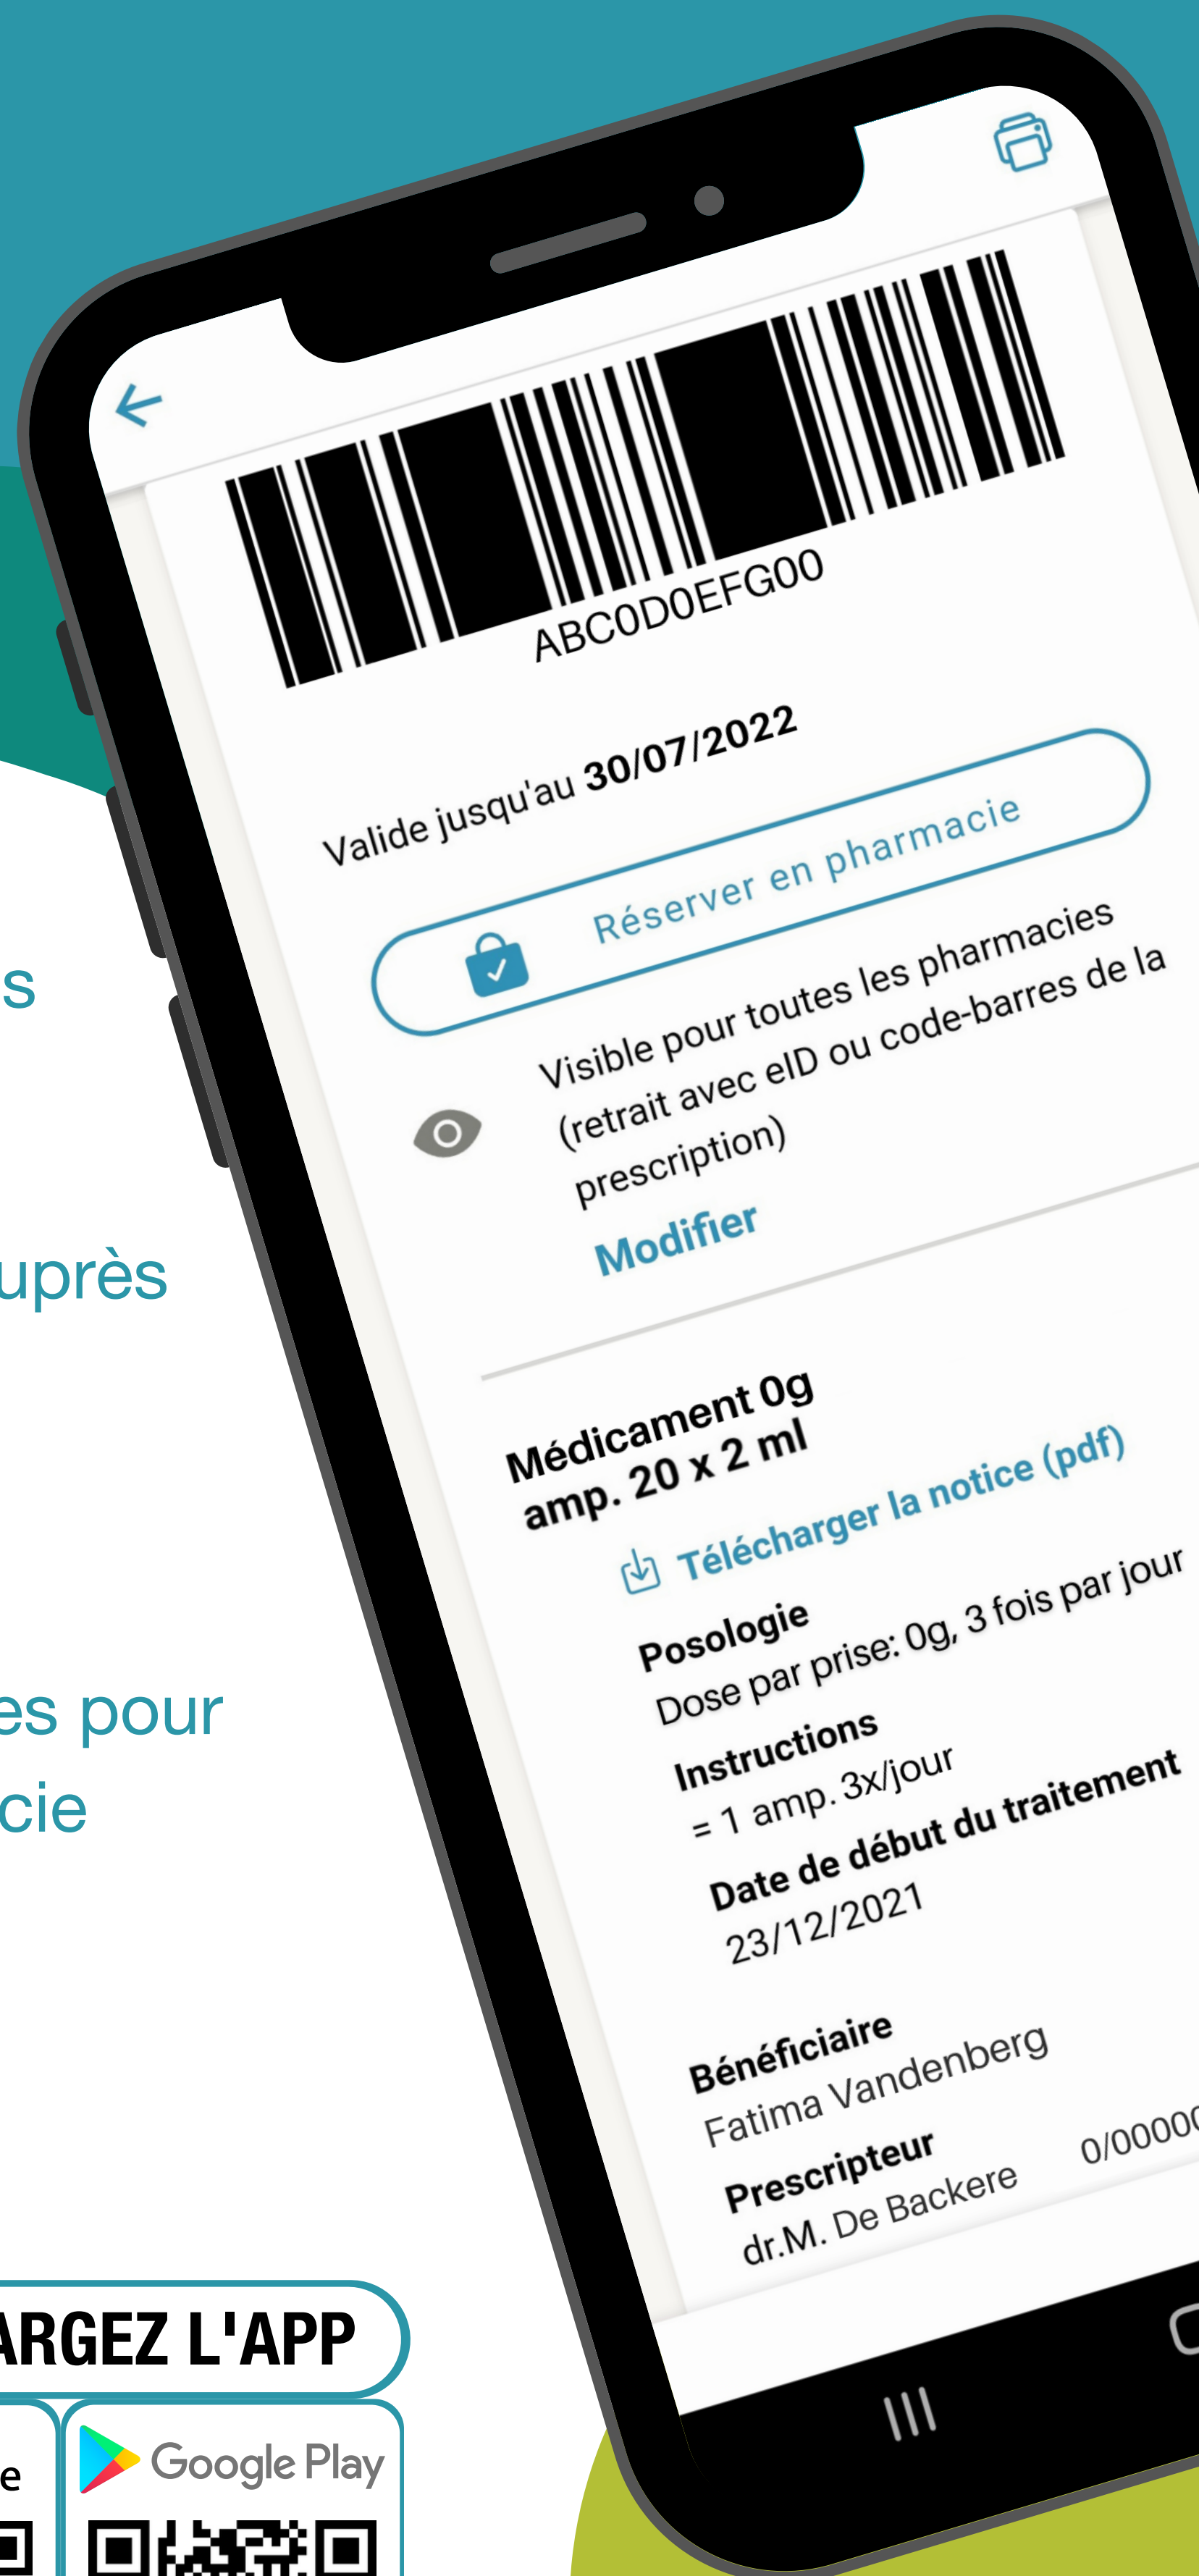 ABC0D0EFG00
Valide jusqu'au 30/07/2022
Réserver en pharmacie
Visible pour toutes les pharmacies
(retrait avec eID ou code-barres de la
prescription)
Modifier
Médicament 0g
amp. 20 x 2 ml
Télécharger la notice (pdf)
Posologie
Dose par prise: 0g, 3 fois par jour
Instructions
= 1 amp. 3x/jour
Date de début du traitement
23/12/2021
Bénéficiaire
Fatima Vandenberg
Prescripteur
dr.M. De Backere 0/0000
s
uprès
es pour
cie
ARGEZ L'APP
e
Google Play